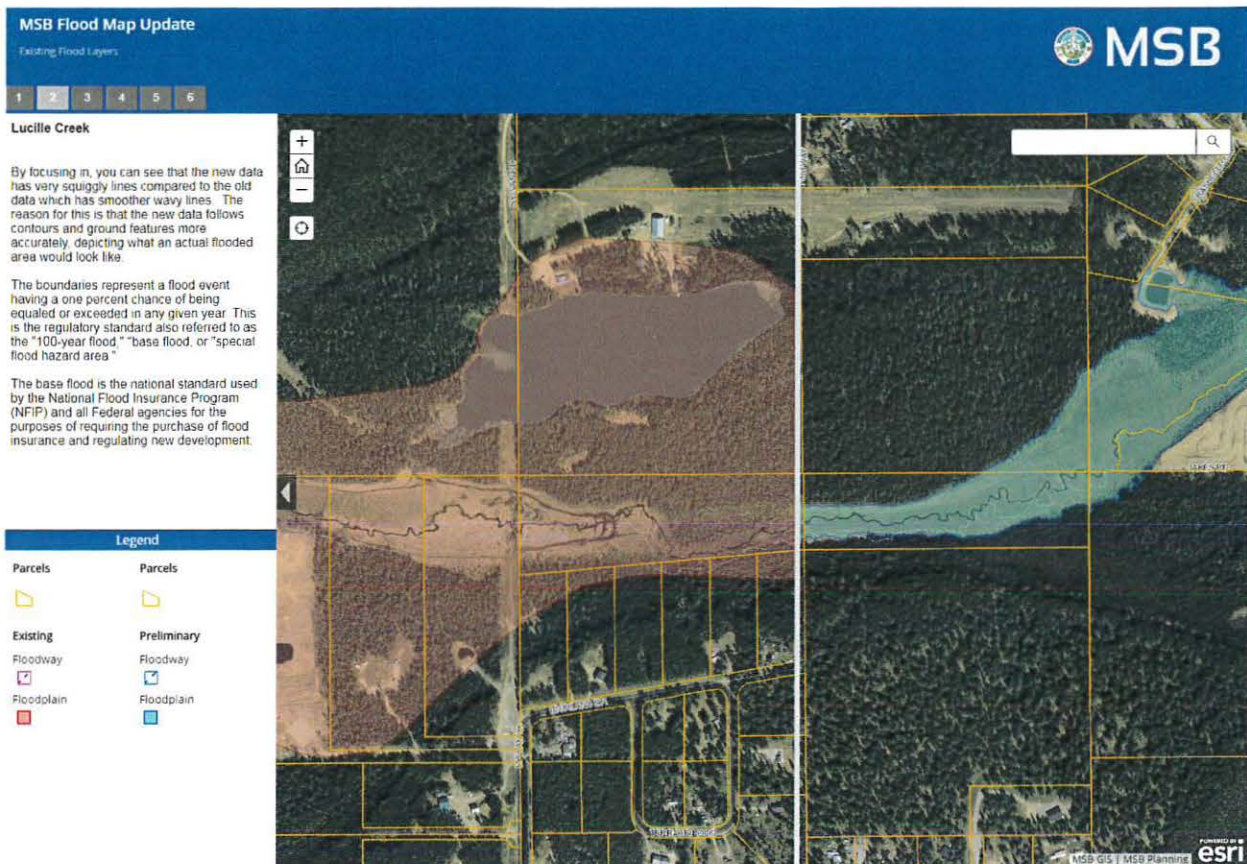 MSB Flood Map Update
Existing Flood Layers
MSB
1 2 3 4 5 6
Lucille Creek
By focusing in, you can see that the new data
has very squiggly lines compared to the old
data which has smoother wavy lines. The
reason for this is that the new data follows
contours and ground features more
accurately, depicting what an actual flooded
area would look like.
The boundaries represent a flood event
having a one percent chance of being
equaled or exceeded in any given year. This
is the regulatory standard also referred to as
the "100-year flood," "base flood, or "special
flood hazard area."
The base flood is the national standard used
by the National Flood Insurance Program
(NFIP) and all Federal agencies for the
purposes of requiring the purchase of flood
insurance and regulating new development.
Legend
Parcels Parcels
Existing Preliminary
Floodway Floodway
Floodplain Floodplain
+
−
MSB GIS | MSB Planning
POWERED BY
esri